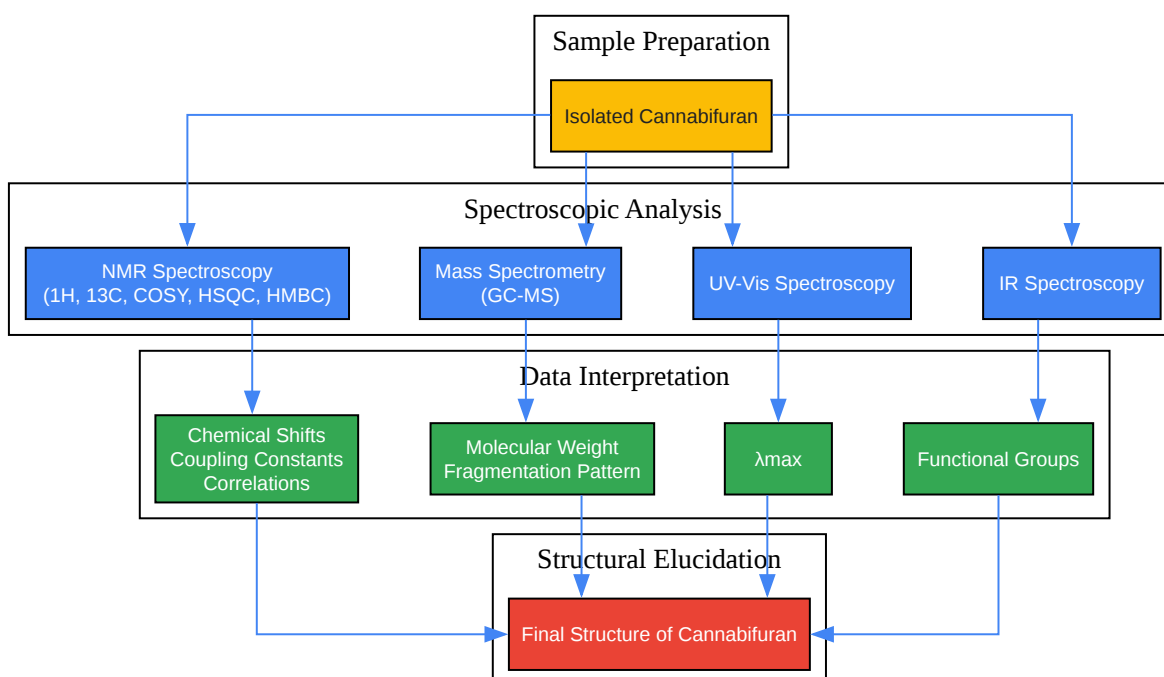 Sample Preparation
Isolated Cannabifuran
Spectroscopic Analysis
NMR Spectroscopy
(1H, 13C, COSY, HSQC, HMBC)
Mass Spectrometry
(GC-MS)
UV-Vis Spectroscopy
IR Spectroscopy
Data Interpretation
Chemical Shifts
Coupling Constants
Correlations
Molecular Weight
Fragmentation Pattern
λmax
Functional Groups
Structural Elucidation
Final Structure of Cannabifuran